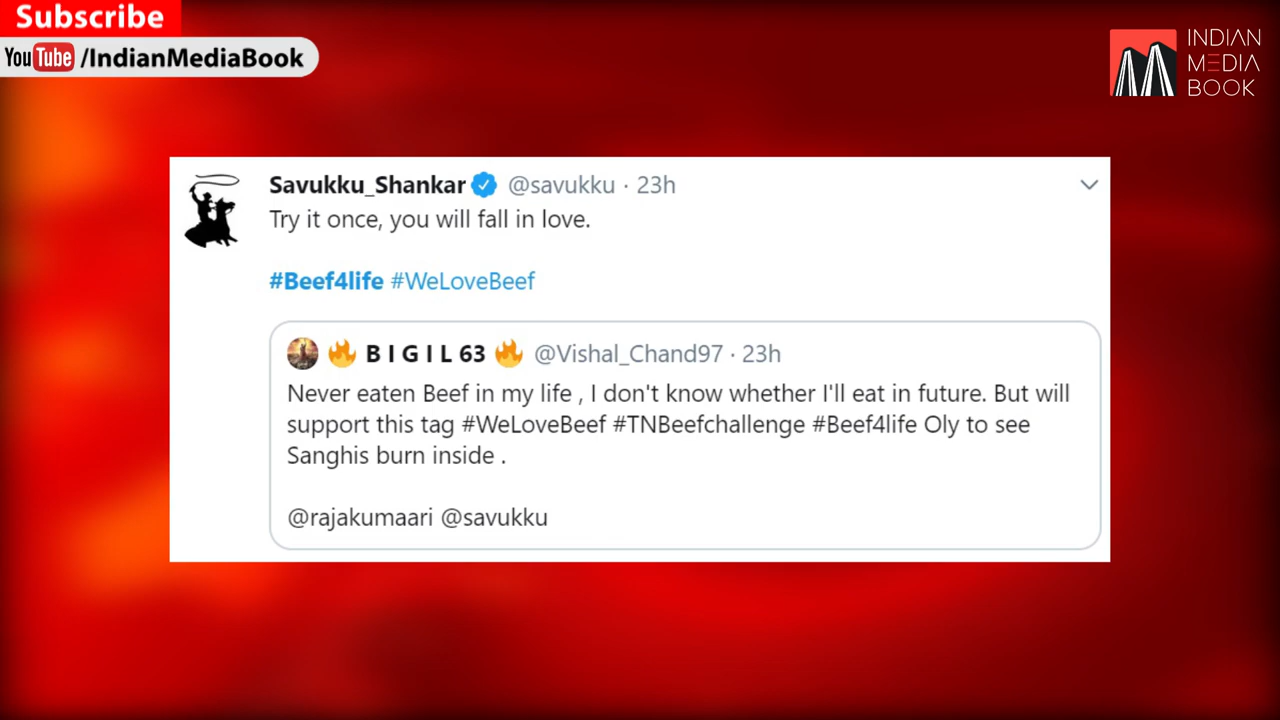 Subscribe
YouTube /IndianMediaBook
INDIAN
MEDIA
BOOK
Savukku_Shankar @savukku · 23h
Try it once, you will fall in love.
#Beef4life #WeLoveBeef
🔥 B I G I L 63 🔥 @Vishal_Chand97 · 23h
Never eaten Beef in my life , I don't know whether I'll eat in future. But will
support this tag #WeLoveBeef #TNBeefchallenge #Beef4life Oly to see
Sanghis burn inside .
@rajakumaari @savukku